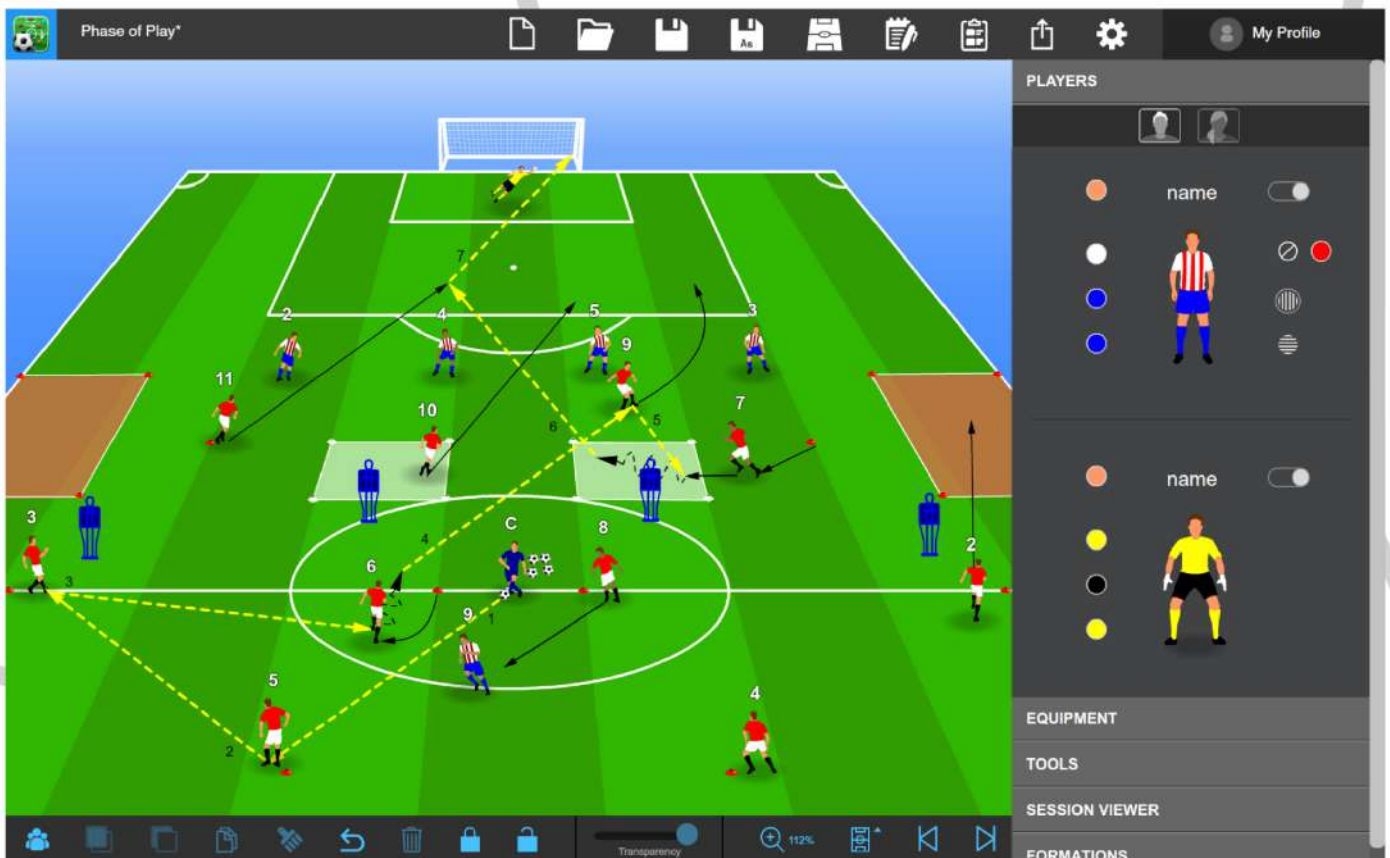 Phase of Play*
As
My Profile
PLAYERS
name
7
2
4
5
3
9
11
10
7
5
6
name
3
C
8
4
6
2
3
9
1
5
4
2
EQUIPMENT
TOOLS
SESSION VIEWER
FORMATIONS
Transparency
112%